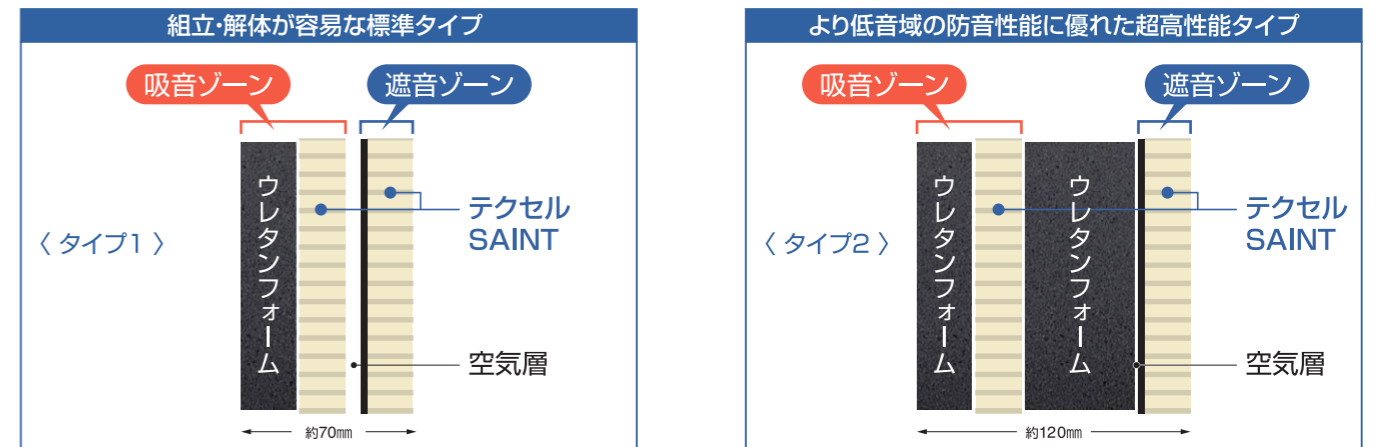 組立・解体が容易な標準タイプ
吸音ゾーン
遮音ゾーン
〈 タイプ1 〉
ウレタンフォーム
テクセル
SAINT
空気層
約70㎜
より低音域の防音性能に優れた超高性能タイプ
吸音ゾーン
遮音ゾーン
〈 タイプ2 〉
ウレタンフォーム
ウレタンフォーム
テクセル
SAINT
空気層
約120㎜